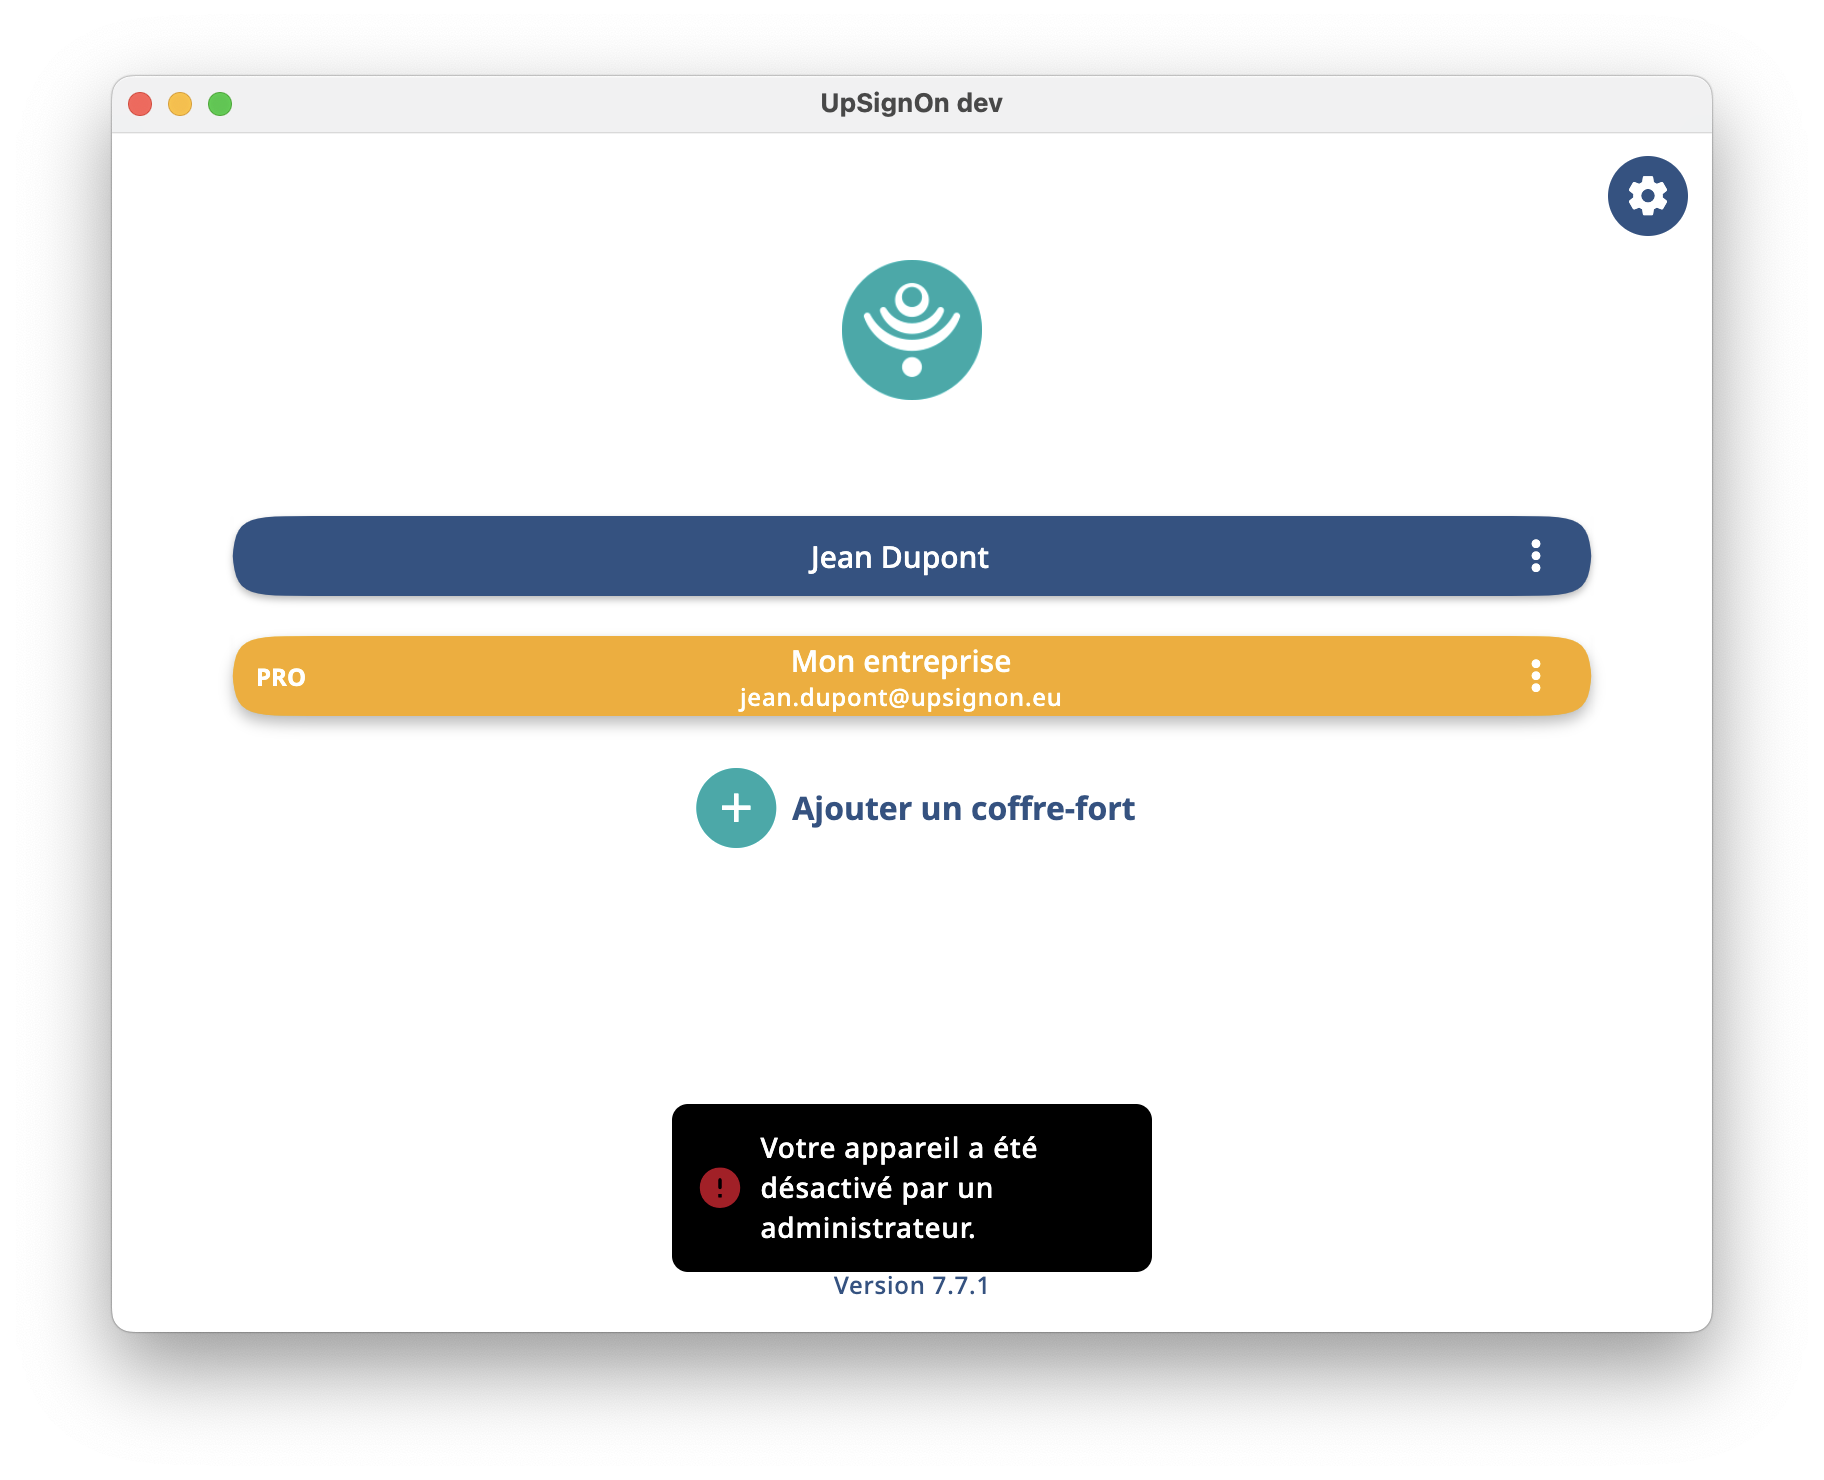 UpSignOn dev
Jean Dupont
PRO
Mon entreprise
jean.dupont@upsignon.eu
Ajouter un coffre-fort
Votre appareil a été
désactivé par un
administrateur.
Version 7.7.1